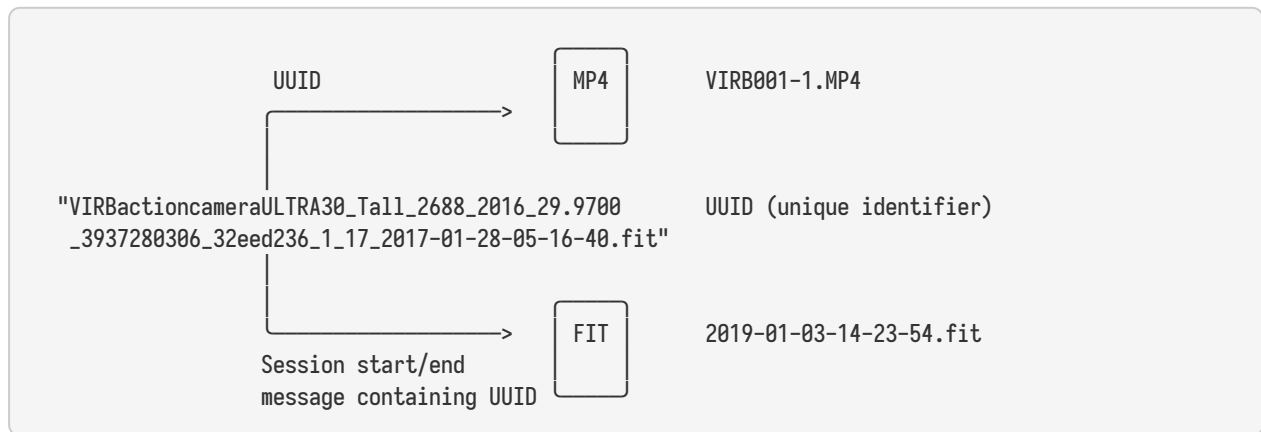 UUID
MP4
VIRB001-1.MP4
"VIRBactioncameraULTRA30_Tall_2688_2016_29.9700
UUID (unique identifier)
_3937280306_32eed236_1_17_2017-01-28-05-16-40.fit"
FIT
2019-01-03-14-23-54.fit
Session start/end
message containing UUID